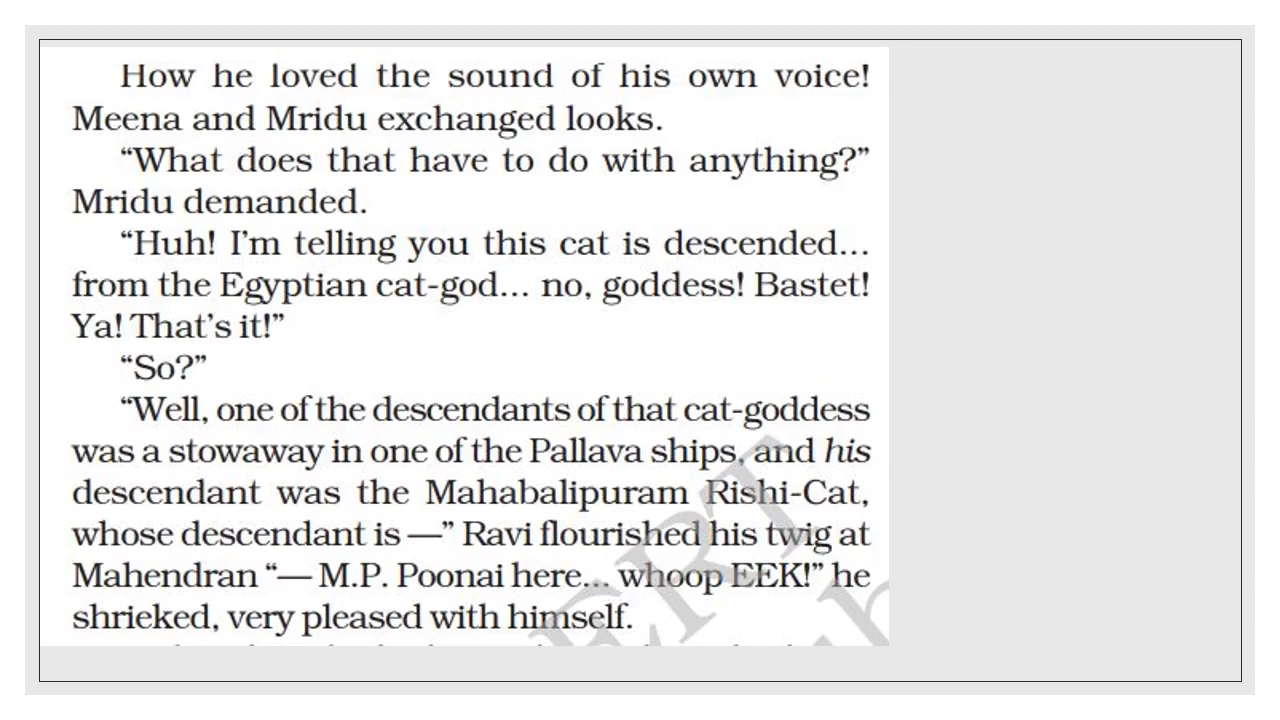 How he loved the sound of his own voice!
Meena and Mridu exchanged looks.
“What does that have to do with anything?”
Mridu demanded.
“Huh! I’m telling you this cat is descended...
from the Egyptian cat-god... no, goddess! Bastet!
Ya! That’s it!”
“So?”
“Well, one of the descendants of that cat-goddess
was a stowaway in one of the Pallava ships, and his
descendant was the Mahabalipuram Rishi-Cat,
whose descendant is —” Ravi flourished his twig at
Mahendran “— M.P. Poonai here... whoop EEK!” he
shrieked, very pleased with himself.